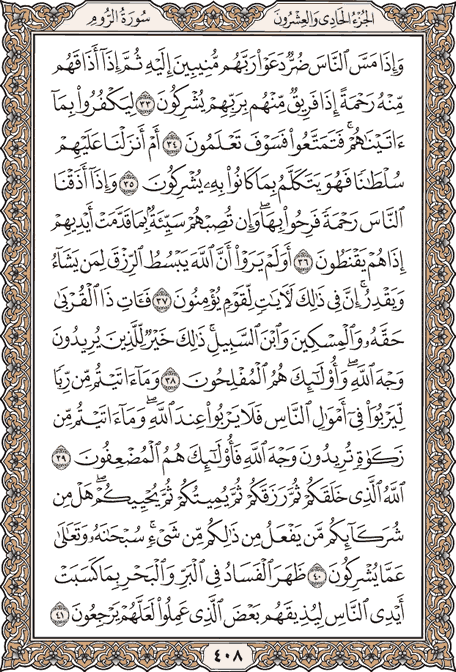 الجزء الحادي والعشرون
سورة الروم
وَإِذَا مَسَّ ٱلنَّاسَ ضُرٌّ دَعَوْا۟ رَبَّهُم مُّنِيبِينَ إِلَيْهِ ثُمَّ إِذَآ أَذَاقَهُم
مِّنْهُ رَحْمَةً إِذَا فَرِيقٌ مِّنْهُم بِرَبِّهِمْ يُشْرِكُونَ ٣٣ لِيَكْفُرُوا۟ بِمَآ
ءَاتَيْنَـٰهُمْ ۚ فَتَمَتَّعُوا۟ فَسَوْفَ تَعْلَمُونَ ٣٤ أَمْ أَنزَلْنَا عَلَيْهِمْ
سُلْطَـٰنًا فَهُوَ يَتَكَلَّمُ بِمَا كَانُوا۟ بِهِۦ يُشْرِكُونَ ٣٥ وَإِذَآ أَذَقْنَا
ٱلنَّاسَ رَحْمَةً فَرِحُوا۟ بِهَا ۖ وَإِن تُصِبْهُمْ سَيِّئَةٌۢ بِمَا قَدَّمَتْ أَيْدِيهِمْ
إِذَا هُمْ يَقْنَطُونَ ٣٦ أَوَلَمْ يَرَوْا۟ أَنَّ ٱللَّهَ يَبْسُطُ ٱلرِّزْقَ لِمَن يَشَآءُ
وَيَقْدِرُ ۚ إِنَّ فِى ذَٰلِكَ لَـَٔايَـٰتٍ لِّقَوْمٍ يُؤْمِنُونَ ٣٧ فَـَٔاتِ ذَا ٱلْقُرْبَىٰ
حَقَّهُۥ وَٱلْمِسْكِينَ وَٱبْنَ ٱلسَّبِيلِ ۚ ذَٰلِكَ خَيْرٌ لِّلَّذِينَ يُرِيدُونَ
وَجْهَ ٱللَّهِ ۖ وَأُو۟لَـٰٓئِكَ هُمُ ٱلْمُفْلِحُونَ ٣٨ وَمَآ ءَاتَيْتُم مِّن رِّبًا
لِّيَرْبُوَا۟ فِىٓ أَمْوَٰلِ ٱلنَّاسِ فَلَا يَرْبُوا۟ عِندَ ٱللَّهِ ۖ وَمَآ ءَاتَيْتُم مِّن
زَكَوٰةٍ تُرِيدُونَ وَجْهَ ٱللَّهِ فَأُو۟لَـٰٓئِكَ هُمُ ٱلْمُضْعِفُونَ ٣٩
ٱللَّهُ ٱلَّذِى خَلَقَكُمْ ثُمَّ رَزَقَكُمْ ثُمَّ يُمِيتُكُمْ ثُمَّ يُحْيِيكُمْ ۖ هَلْ مِن
شُرَكَآئِكُم مَّن يَفْعَلُ مِن ذَٰلِكُم مِّن شَىْءٍ ۚ سُبْحَـٰنَهُۥ وَتَعَـٰلَىٰ
عَمَّا يُشْرِكُونَ ٤٠ ظَهَرَ ٱلْفَسَادُ فِى ٱلْبَرِّ وَٱلْبَحْرِ بِمَا كَسَبَتْ
أَيْدِى ٱلنَّاسِ لِيُذِيقَهُم بَعْضَ ٱلَّذِى عَمِلُوا۟ لَعَلَّهُمْ يَرْجِعُونَ ٤١
٤٠٨